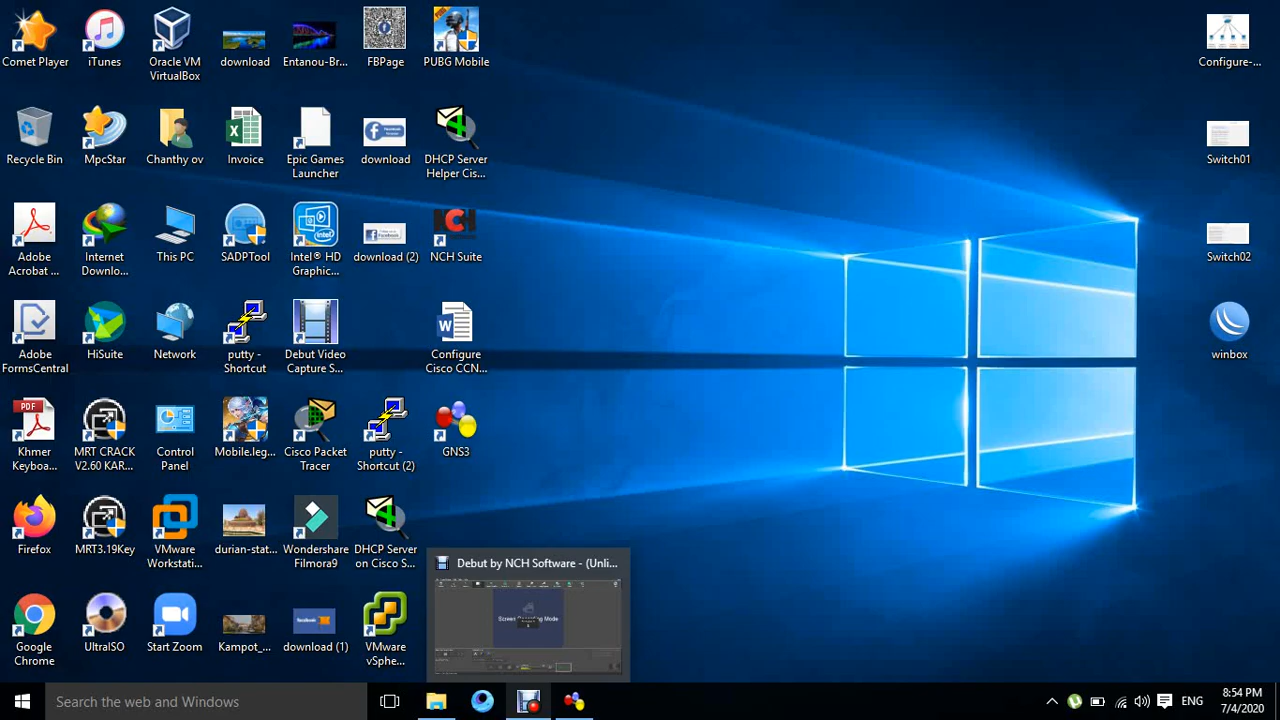 Comet Player
iTunes
Oracle VM
VirtualBox
download
Entanou-Br...
FBPage
PUBG Mobile
Configure-...
Recycle Bin
MpcStar
Chanthy ov
Invoice
Epic Games
Launcher
download
DHCP Server
Helper Cis...
Switch01
Adobe
Acrobat ...
Internet
Downlo...
This PC
SADPTool
Intel® HD
Graphic...
download (2)
NCH Suite
Switch02
Adobe
FormsCentral
HiSuite
Network
putty -
Shortcut
Debut Video
Capture S...
Configure
Cisco CCN...
winbox
Khmer
Keyboa...
MRT CRACK
V2.60 KAR...
Control
Panel
Mobile.leg...
Cisco Packet
Tracer
putty -
Shortcut (2)
GNS3
Firefox
MRT3.19Key
VMware
Workstati...
durian-stat...
Wondershare
Filmora9
DHCP Server
on Cisco S...
Debut by NCH Software - (Unli...
Screen Recording Mode
Google
Chrome
UltraISO
Start Zoom
Kampot_...
download (1)
VMware
vSphe...
Search the web and Windows
ENG
8:54 PM
7/4/2020